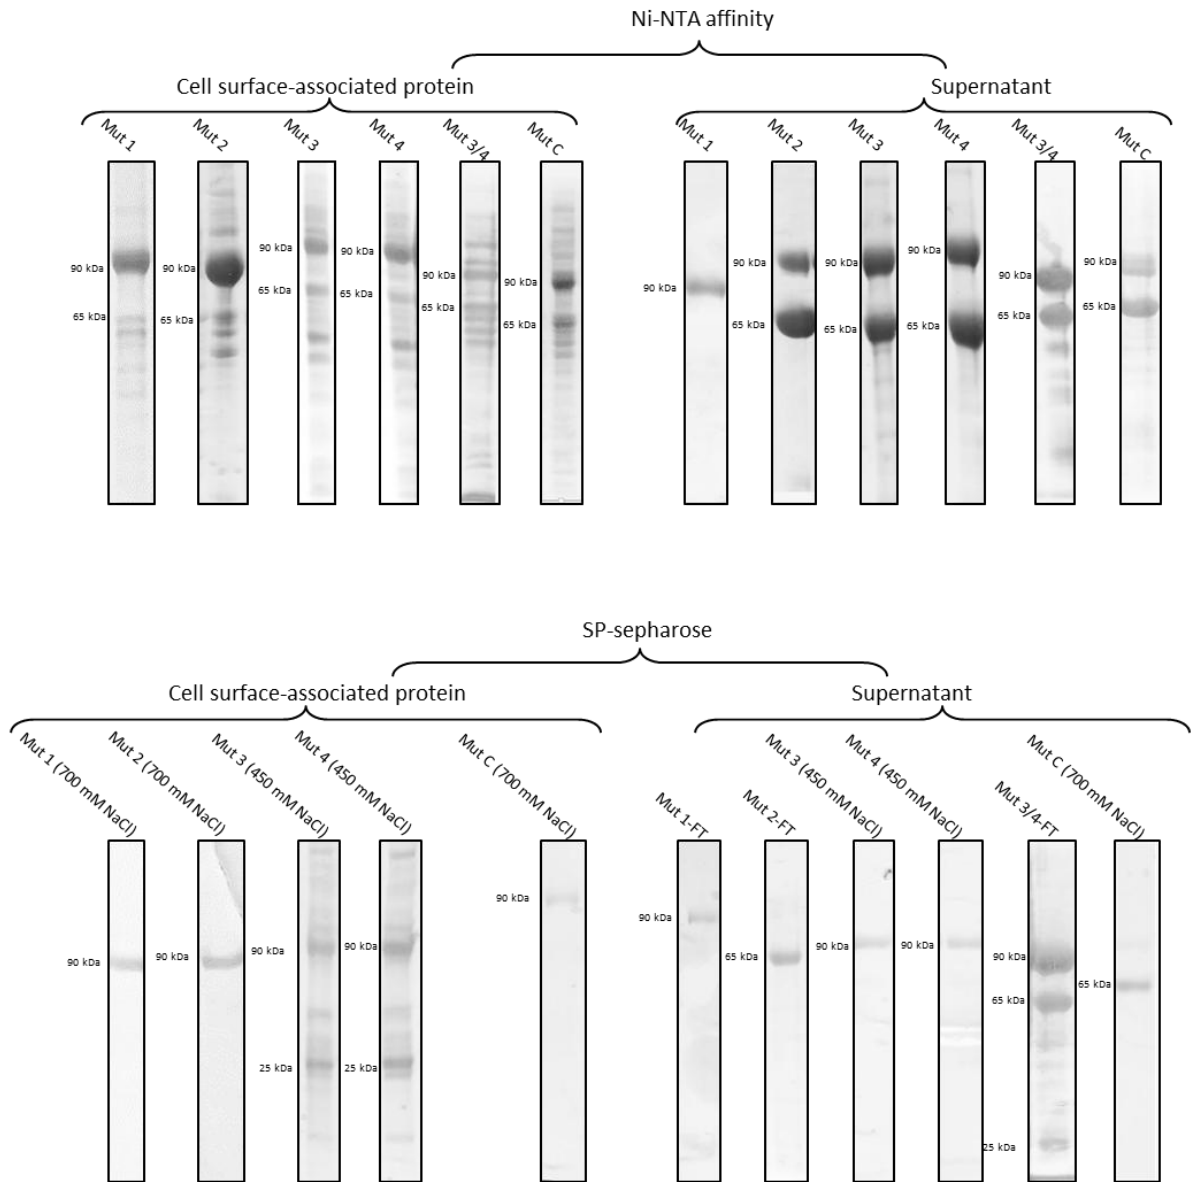 Ni-NTA affinity
Cell surface-associated protein
Supernatant
Mut 1
Mut 2
Mut 3
Mut 4
Mut 3/4
Mut C
Mut 1
Mut 2
Mut 3
Mut 4
Mut 3/4
Mut C
90 kDa
65 kDa
90 kDa
65 kDa
90 kDa
65 kDa
90 kDa
65 kDa
90 kDa
65 kDa
90 kDa
65 kDa
90 kDa
90 kDa
65 kDa
90 kDa
65 kDa
90 kDa
65 kDa
90 kDa
65 kDa
90 kDa
65 kDa
SP-sepharose
Cell surface-associated protein
Supernatant
Mut 1 (700 mM NaCl)
Mut 2 (700 mM NaCl)
Mut 3 (450 mM NaCl)
Mut 4 (450 mM NaCl)
Mut C (700 mM NaCl)
Mut 1-FT
Mut 2-FT
Mut 3 (450 mM NaCl)
Mut 4 (450 mM NaCl)
Mut 3/4-FT
Mut C (700 mM NaCl)
90 kDa
90 kDa
90 kDa
25 kDa
90 kDa
25 kDa
90 kDa
90 kDa
65 kDa
90 kDa
90 kDa
90 kDa
65 kDa
25 kDa
65 kDa